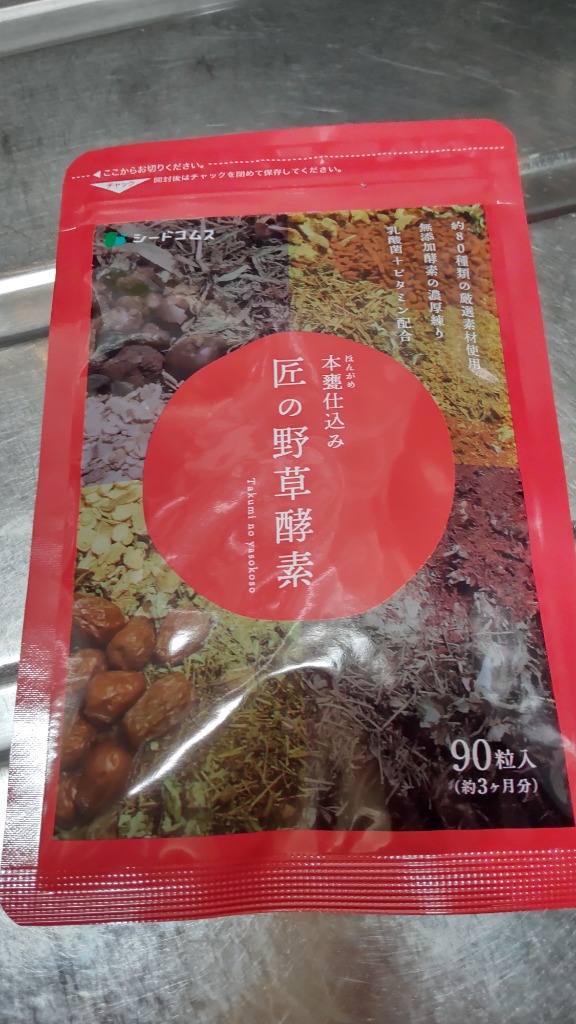 ここからお切りください。
チャック
開封後はチャックを閉めて保存してください。
シードコムス
約80種類の厳選素材使用
無添加酵素の濃厚練り
乳酸菌+ビタミン配合
ほんがめ
本甕仕込み
匠の野草酵素
Takumi no yasokoso
90粒入
(約3ヶ月分)